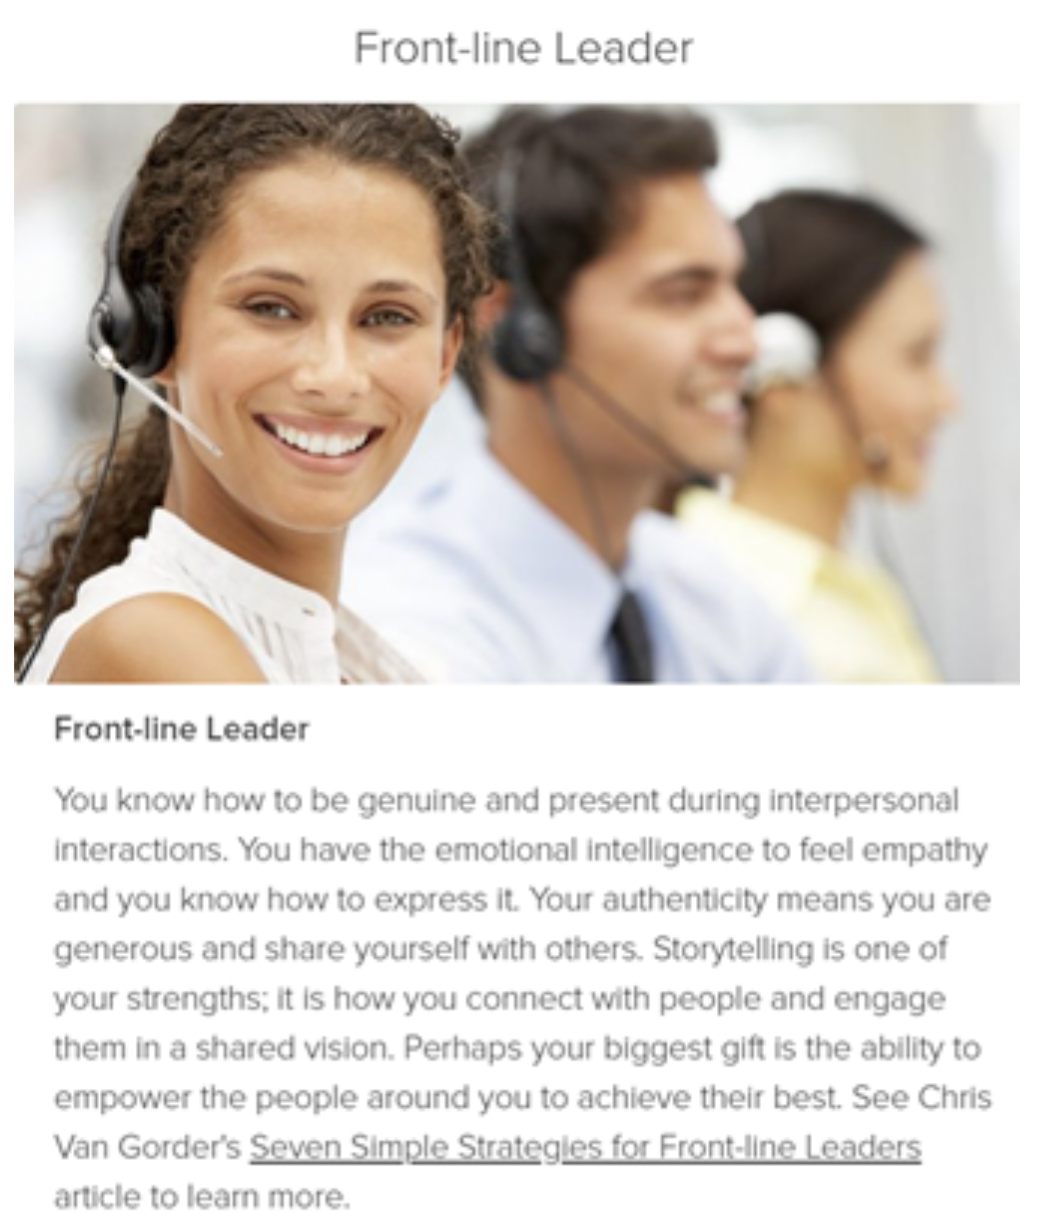 Front-line Leader
Front-line Leader
You know how to be genuine and present during interpersonal
interactions. You have the emotional intelligence to feel empathy
and you know how to express it. Your authenticity means you are
generous and share yourself with others. Storytelling is one of
your strengths; it is how you connect with people and engage
them in a shared vision. Perhaps your biggest gift is the ability to
empower the people around you to achieve their best. See Chris
Van Gorder's Seven Simple Strategies for Front-line Leaders
article to learn more.